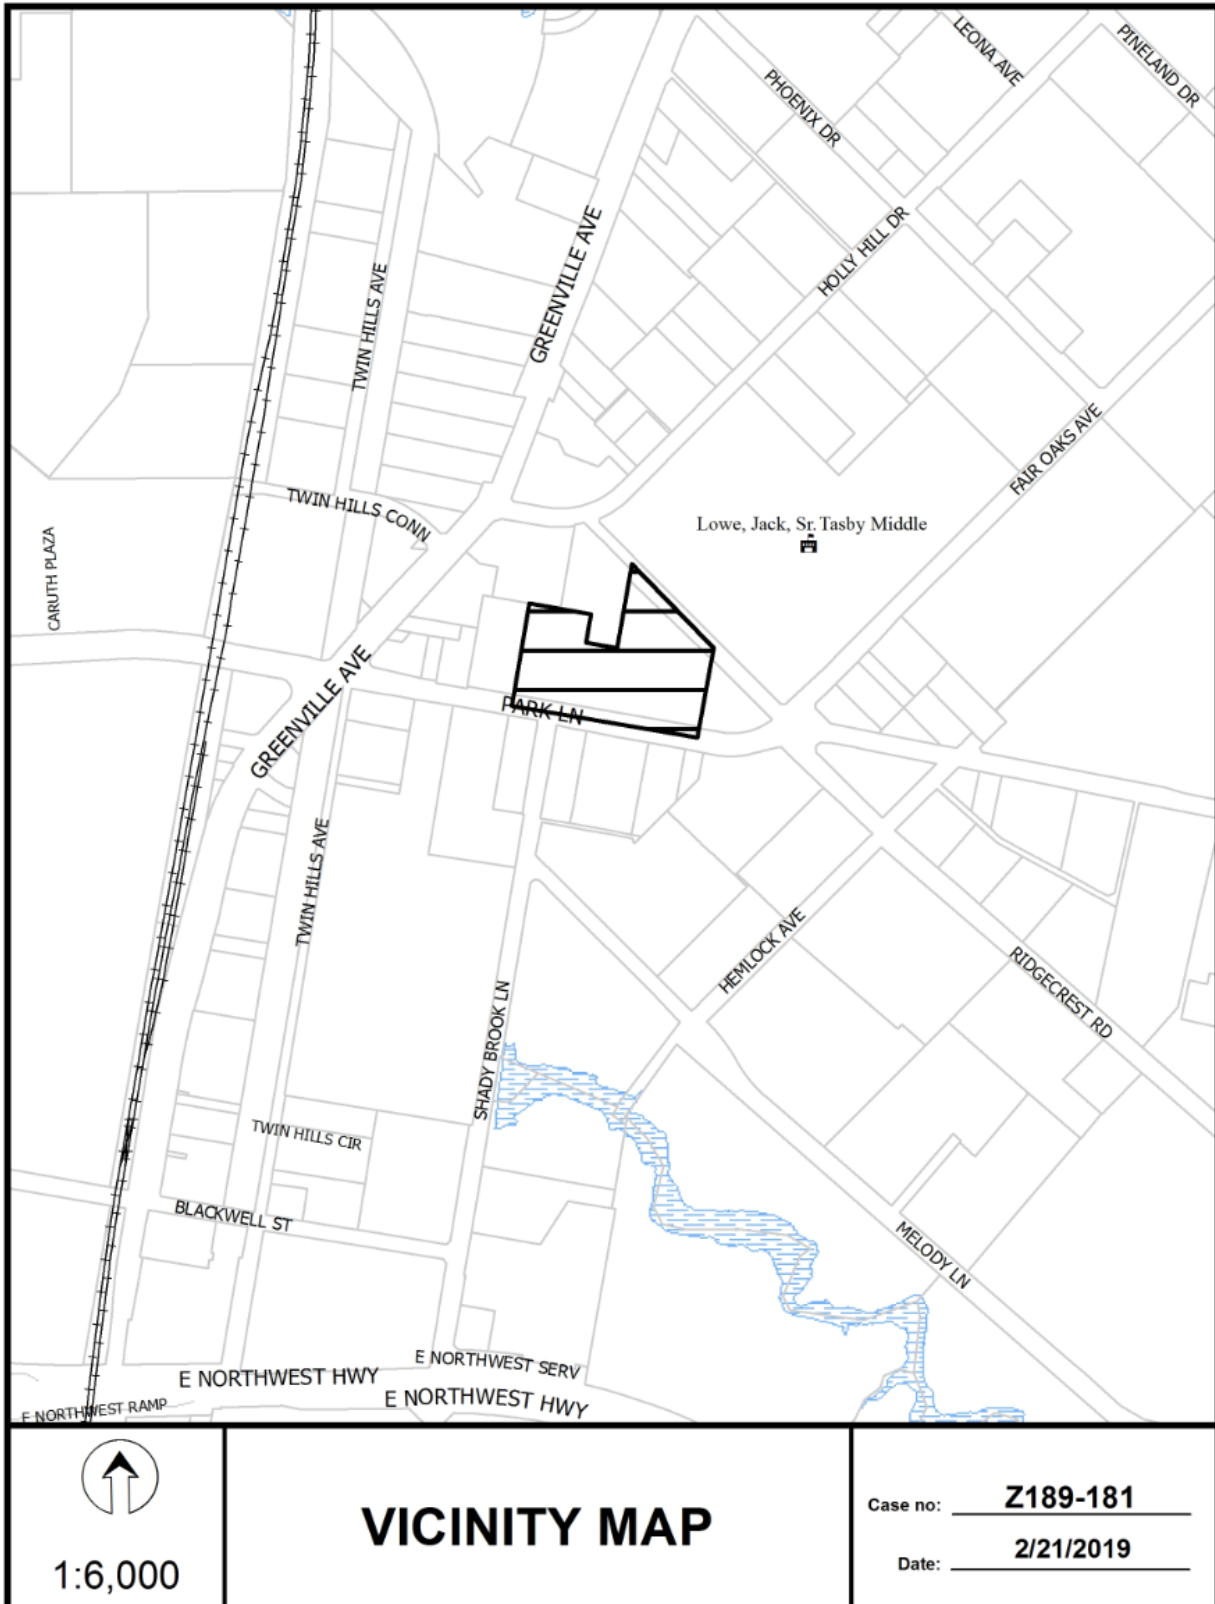 LEONA AVE
PINELAND DR
PHOENIX DR
HOLLY HILL DR
GREENVILLE AVE
TWIN HILLS AVE
FAIR OAKS AVE
TWIN HILLS CONN
Lowe, Jack, Sr. Tasby Middle
CARUTH PLAZA
GREENVILLE AVE
PARK LN
TWIN HILLS AVE
HEMLOCK AVE
RIDGECREST RD
SHADY BROOK LN
TWIN HILLS CIR
BLACKWELL ST
MELODY LN
E NORTHWEST SERV
E NORTHWEST HWY
E NORTHWEST HWY
E NORTHWEST RAMP
1:6,000
VICINITY MAP
Case no: Z189-181
Date: 2/21/2019